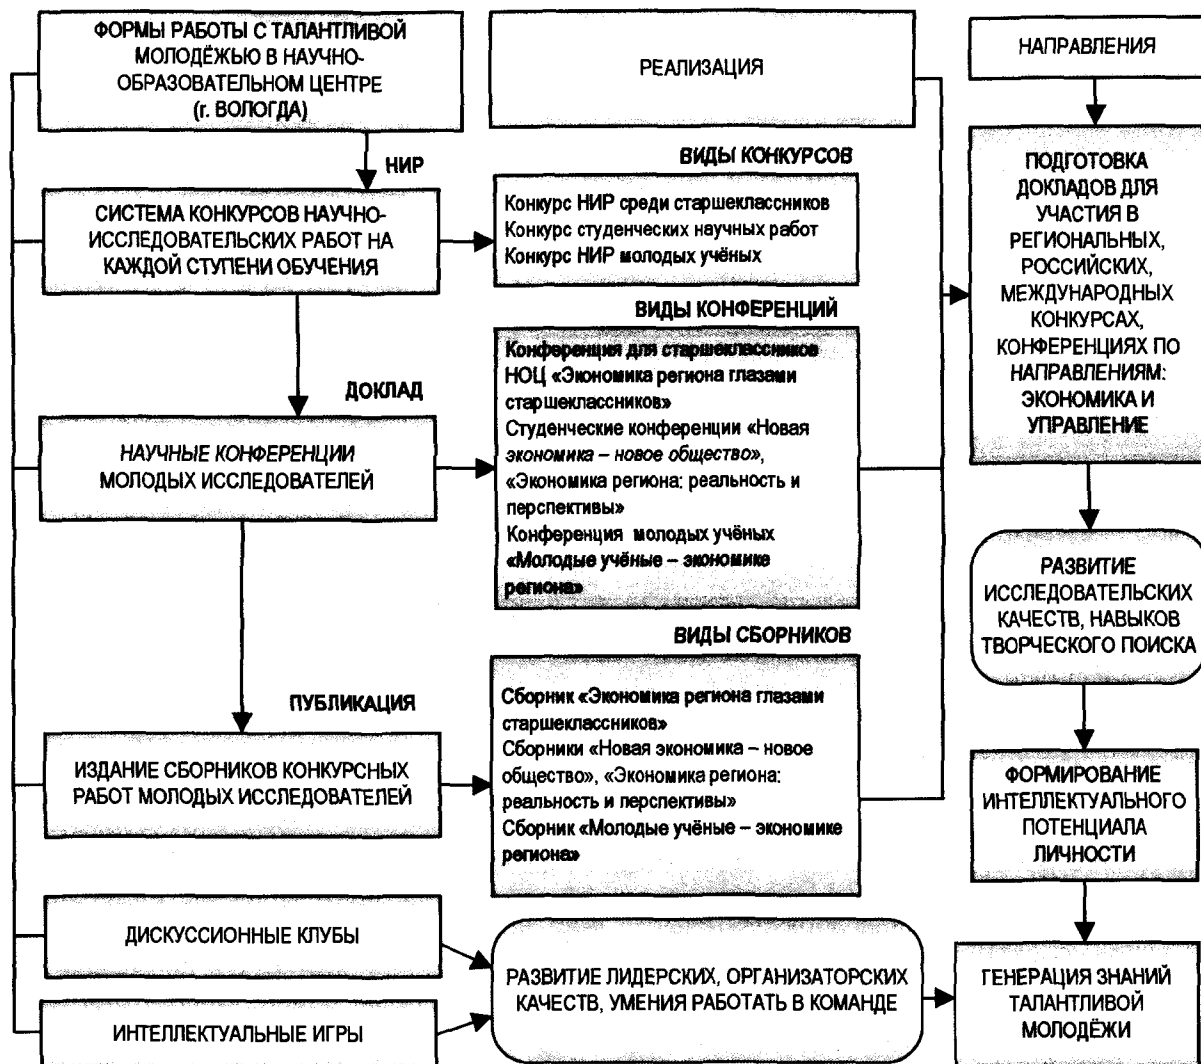 ФОРМЫ РАБОТЫ С ТАЛАНТЛИВОЙ
МОЛОДЁЖЬЮ В НАУЧНО-
ОБРАЗОВАТЕЛЬНОМ ЦЕНТРЕ
(г. ВОЛОГДА)
РЕАЛИЗАЦИЯ
НАПРАВЛЕНИЯ
НИР
СИСТЕМА КОНКУРСОВ НАУЧНО-
ИССЛЕДОВАТЕЛЬСКИХ РАБОТ НА
КАЖДОЙ СТУПЕНИ ОБУЧЕНИЯ
ВИДЫ КОНКУРСОВ
Конкурс НИР среди старшеклассников
Конкурс студенческих научных работ
Конкурс НИР молодых учёных
ПОДГОТОВКА
ДОКЛАДОВ ДЛЯ
УЧАСТИЯ В
РЕГИОНАЛЬНЫХ,
РОССИЙСКИХ,
МЕЖДУНАРОДНЫХ
КОНКУРСАХ,
КОНФЕРЕНЦИЯХ ПО
НАПРАВЛЕНИЯМ:
ЭКОНОМИКА И
УПРАВЛЕНИЕ
ДОКЛАД
НАУЧНЫЕ КОНФЕРЕНЦИИ
МОЛОДЫХ ИССЛЕДОВАТЕЛЕЙ
ВИДЫ КОНФЕРЕНЦИЙ
Конференция для старшеклассников
НОЦ «Экономика региона глазами
старшеклассников»
Студенческие конференции «Новая
экономика – новое общество»,
«Экономика региона: реальность и
перспективы»
Конференция молодых учёных
«Молодые учёные – экономике
региона»
РАЗВИТИЕ
ИССЛЕДОВАТЕЛЬСКИХ
КАЧЕСТВ, НАВЫКОВ
ТВОРЧЕСКОГО ПОИСКА
ПУБЛИКАЦИЯ
ИЗДАНИЕ СБОРНИКОВ КОНКУРСНЫХ
РАБОТ МОЛОДЫХ ИССЛЕДОВАТЕЛЕЙ
ВИДЫ СБОРНИКОВ
Сборник «Экономика региона глазами
старшеклассников»
Сборники «Новая экономика – новое
общество», «Экономика региона:
реальность и перспективы»
Сборник «Молодые учёные – экономике
региона»
ФОРМИРОВАНИЕ
ИНТЕЛЛЕКТУАЛЬНОГО
ПОТЕНЦИАЛА
ЛИЧНОСТИ
ДИСКУССИОННЫЕ КЛУБЫ
ИНТЕЛЛЕКТУАЛЬНЫЕ ИГРЫ
РАЗВИТИЕ ЛИДЕРСКИХ, ОРГАНИЗАТОРСКИХ
КАЧЕСТВ, УМЕНИЯ РАБОТАТЬ В КОМАНДЕ
ГЕНЕРАЦИЯ ЗНАНИЙ
ТАЛАНТЛИВОЙ
МОЛОДЁЖИ